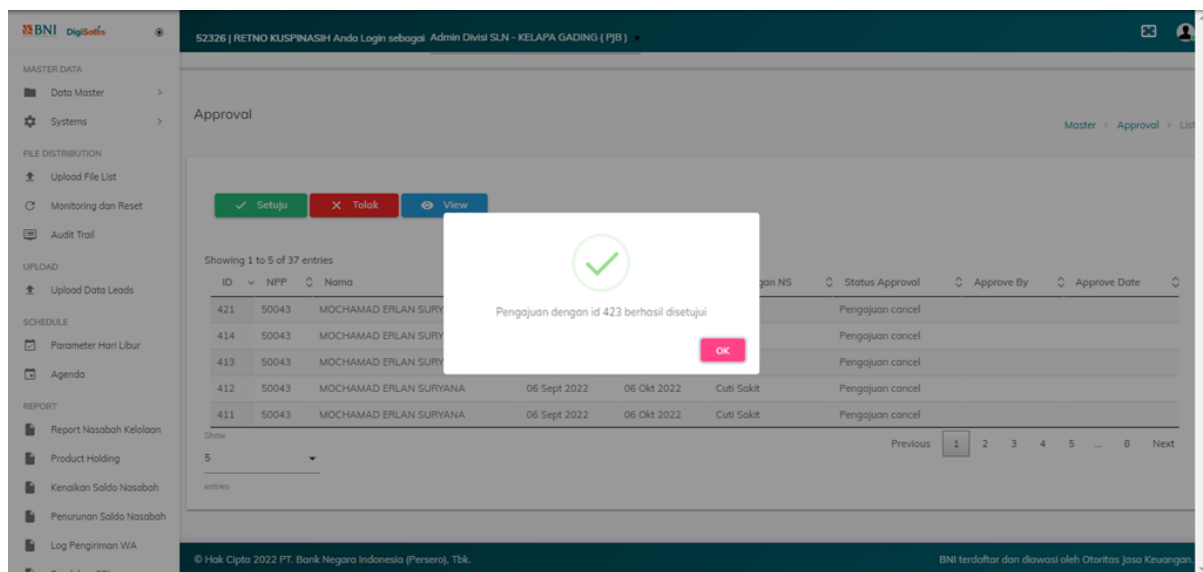 BNI DigiSales
52326 | RETNO KUSPINASIH Anda Login sebagai Admin Divisi SLN - KELAPA GADING ( PJB )
MASTER DATA
Data Master
Systems
FILE DISTRIBUTION
Upload File List
Monitoring dan Reset
Audit Trail
UPLOAD
Upload Data Leads
SCHEDULE
Parameter Hari Libur
Agenda
REPORT
Report Nasabah Kelolaan
Product Holding
Kenaikan Saldo Nasabah
Penurunan Saldo Nasabah
Log Pengiriman WA
Approval
Master > Approval > List
Setuju Tolak View
Showing 1 to 5 of 37 entries
ID NPP Nama gan NS Status Approval Approve By Approve Date
421 50043 MOCHAMAD ERLAN SURY Pengajuan cancel
414 50043 MOCHAMAD ERLAN SURY Pengajuan cancel
413 50043 MOCHAMAD ERLAN SURY Pengajuan cancel
412 50043 MOCHAMAD ERLAN SURYANA 06 Sept 2022 06 Okt 2022 Cuti Sakit Pengajuan cancel
411 50043 MOCHAMAD ERLAN SURYANA 06 Sept 2022 06 Okt 2022 Cuti Sakit Pengajuan cancel
Show
5
entries
Previous 1 2 3 4 5 ... 8 Next
Pengajuan dengan id 423 berhasil disetujui
OK
© Hak Cipta 2022 PT. Bank Negara Indonesia (Persero), Tbk.
BNI terdaftar dan diawasi oleh Otoritas Jasa Keuangan.